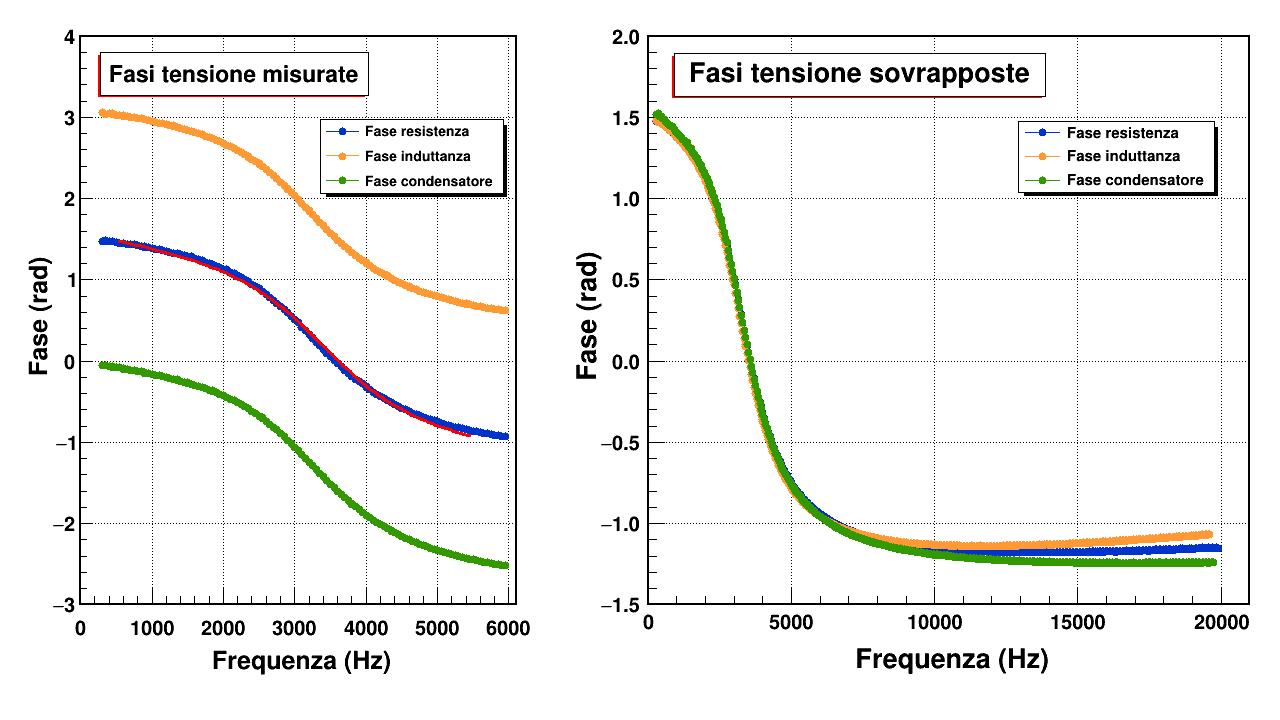 Fasi tensione misurate
Fase resistenza
Fase induttanza
Fase condensatore
Fase (rad)
4
3
2
1
0
−1
−2
−3
0 1000 2000 3000 4000 5000 6000
Frequenza (Hz)
Fasi tensione sovrapposte
Fase resistenza
Fase induttanza
Fase condensatore
Fase (rad)
2.0
1.5
1.0
0.5
0.0
−0.5
−1.0
−1.5
0 5000 10000 15000 20000
Frequenza (Hz)